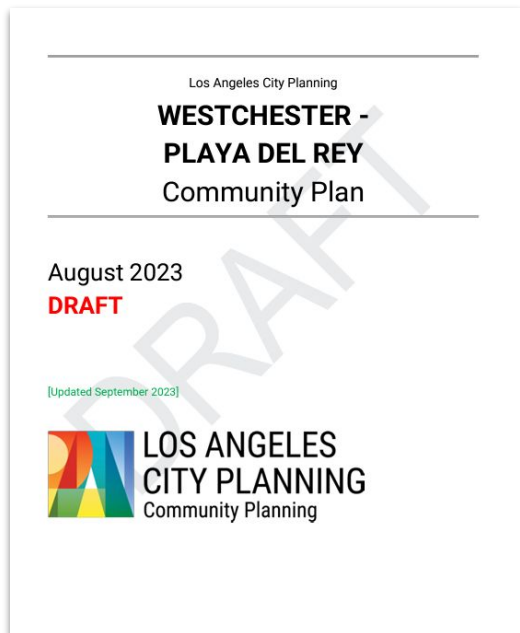 Los Angeles City Planning
WESTCHESTER -
PLAYA DEL REY
Community Plan
August 2023
DRAFT
[Updated September 2023]
LOS ANGELES
CITY PLANNING
Community Planning
DRAFT